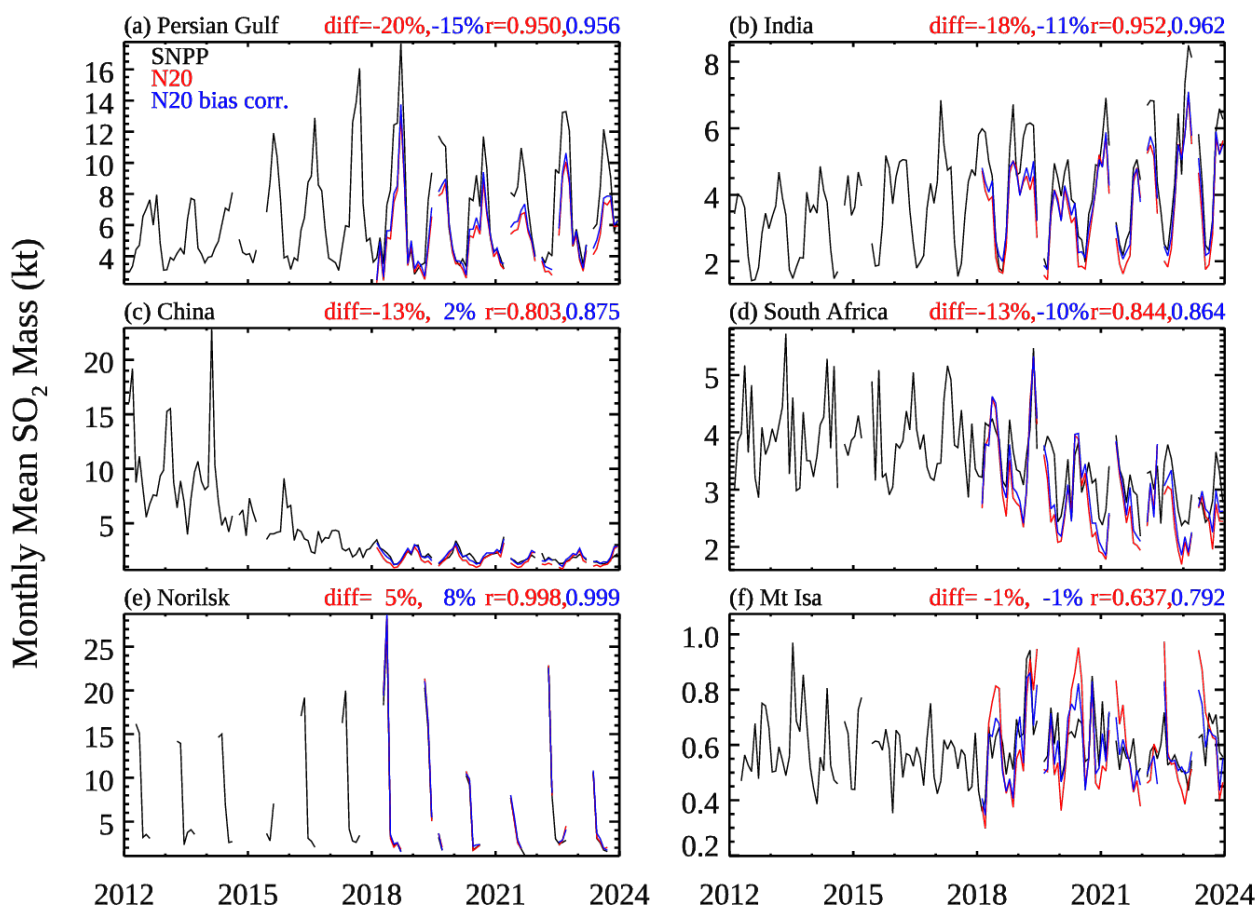 (a) Persian Gulf diff=-20%,-15% r=0.950,0.956
SNPP
N20
N20 bias corr.
16
14
12
10
8
6
4
(b) India diff=-18%,-11% r=0.952,0.962
8
6
4
2
Monthly Mean SO2 Mass (kt)
(c) China diff=-13%, 2% r=0.803,0.875
20
15
10
5
(d) South Africa diff=-13%,-10% r=0.844,0.864
5
4
3
2
(e) Norilsk diff= 5%, 8% r=0.998,0.999
25
20
15
10
5
(f) Mt Isa diff= -1%, -1% r=0.637,0.792
1.0
0.8
0.6
0.4
0.2
2012 2015 2018 2021 2024
2012 2015 2018 2021 2024